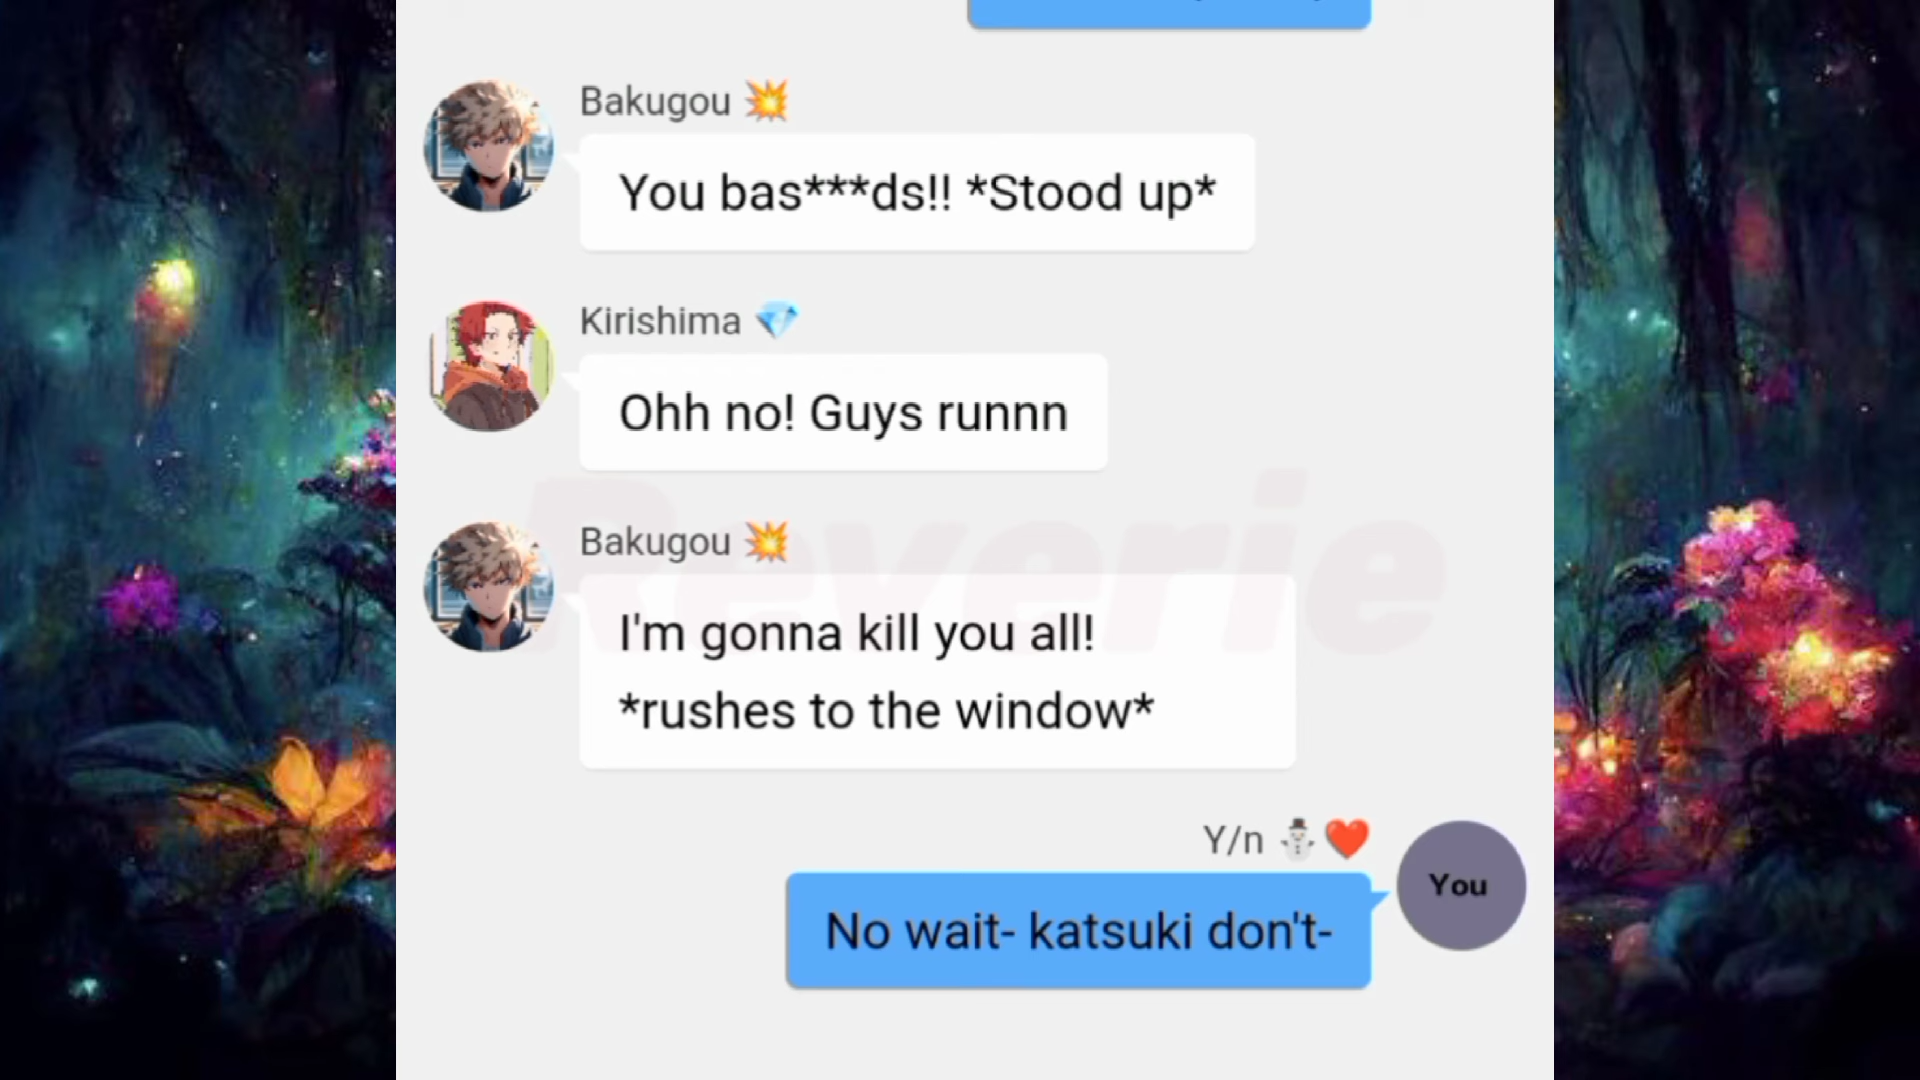 Bakugou 💥
You bas***ds!! *Stood up*
Kirishima 💎
Ohh no! Guys runnn
Reverie
Bakugou 💥
I'm gonna kill you all!
*rushes to the window*
Y/n ⛄❤️
You
No wait- katsuki don't-